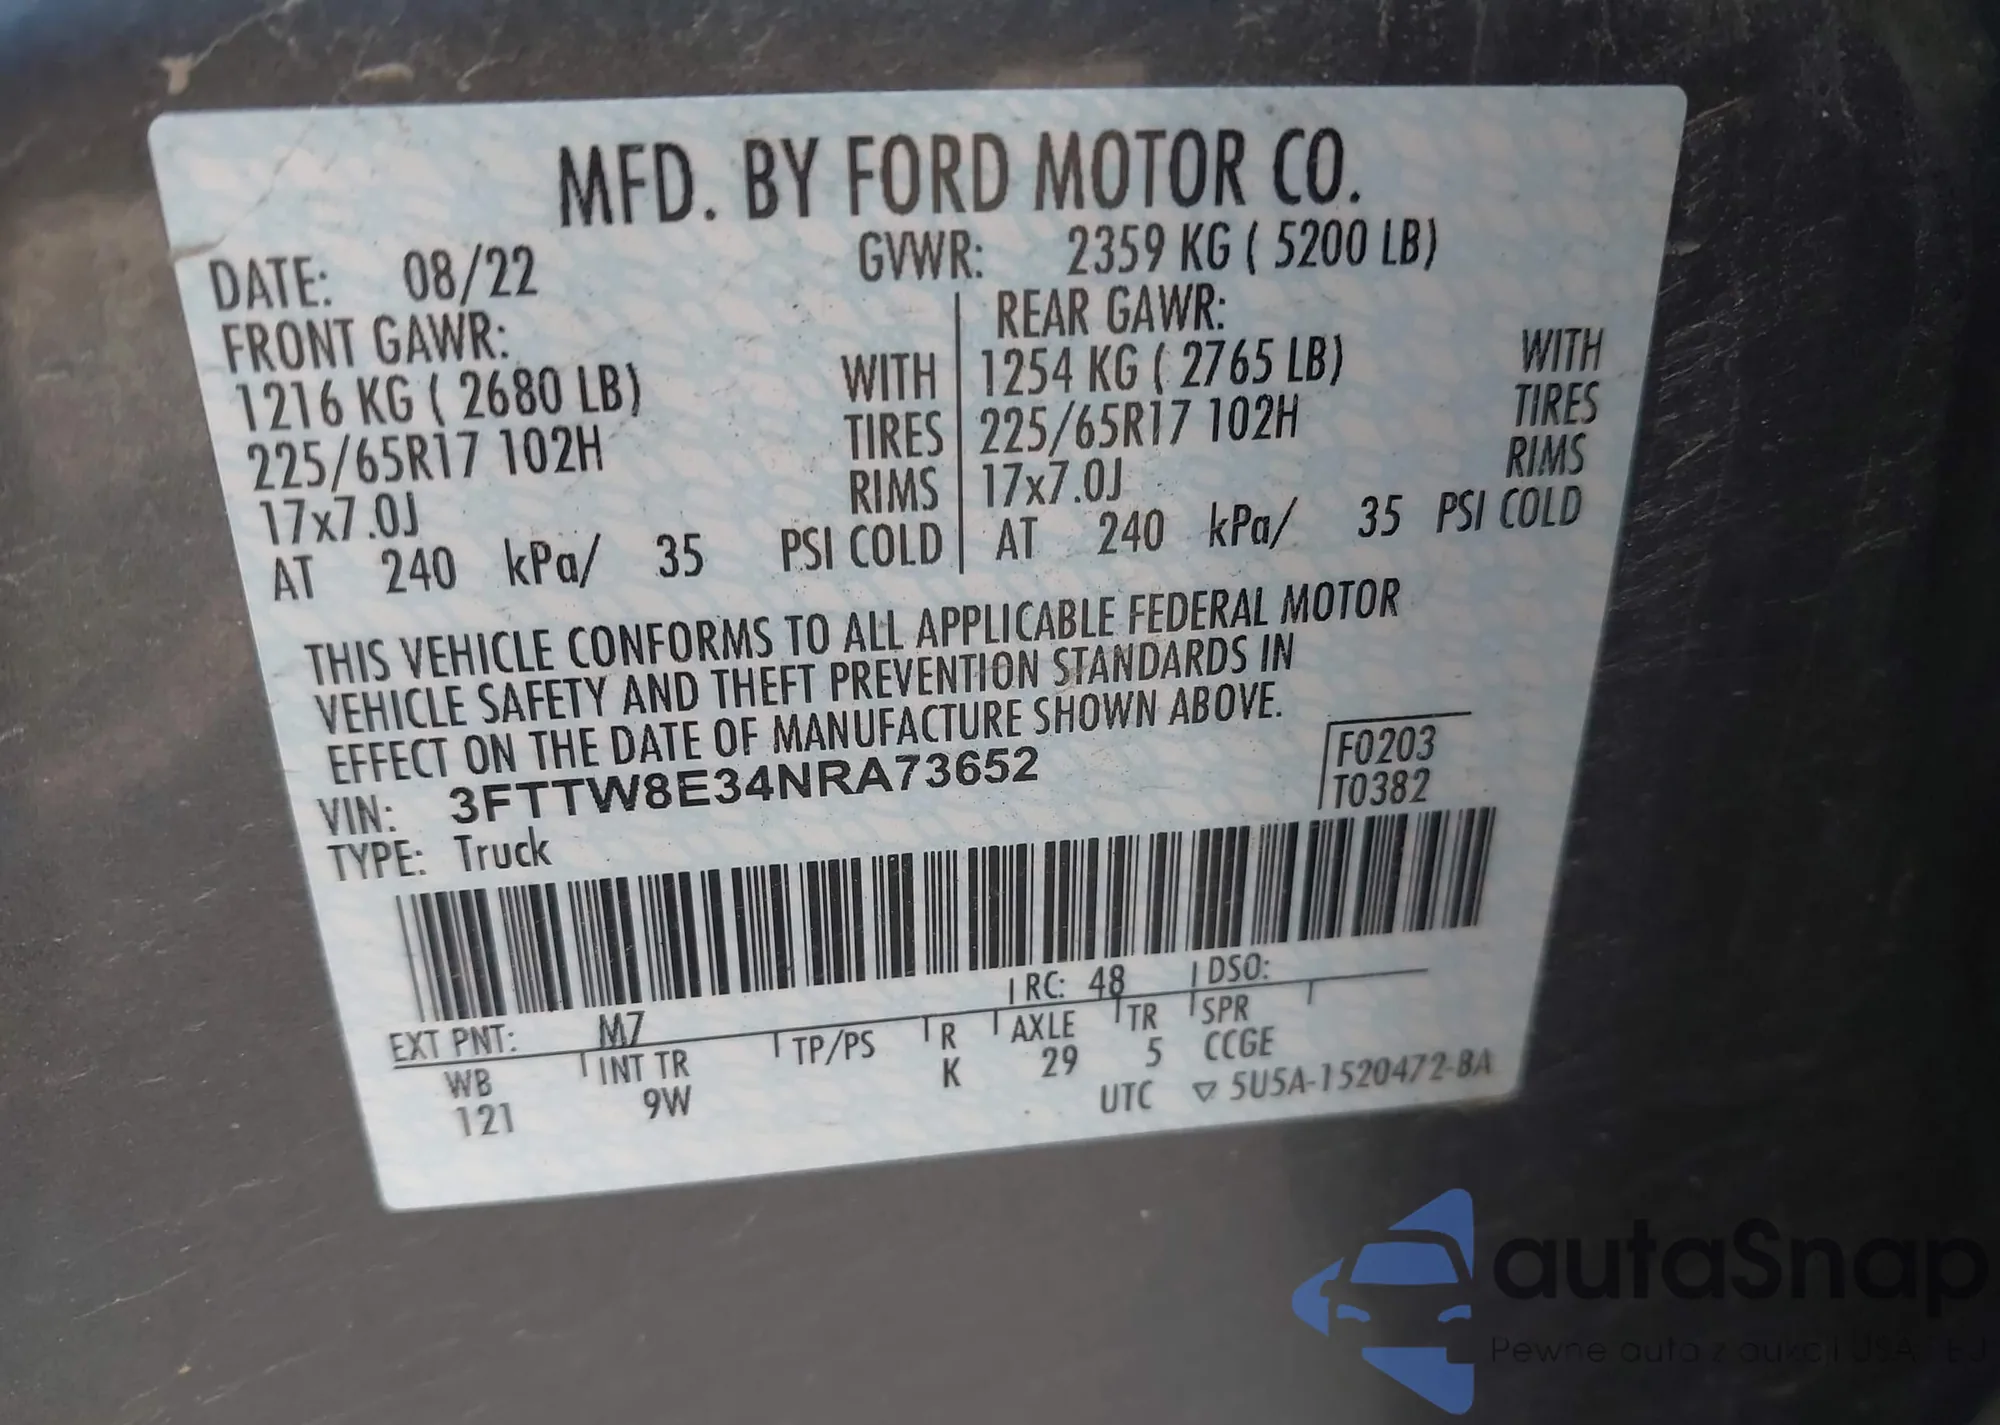 MFD. BY FORD MOTOR CO.
DATE: 08/22 GVWR: 2359 KG ( 5200 LB)
FRONT GAWR: REAR GAWR:
1216 KG ( 2680 LB) WITH 1254 KG ( 2765 LB) WITH
225/65R17 102H TIRES 225/65R17 102H TIRES
17x7.0J RIMS 17x7.0J RIMS
AT 240 kPa/ 35 PSI COLD AT 240 kPa/ 35 PSI COLD
THIS VEHICLE CONFORMS TO ALL APPLICABLE FEDERAL MOTOR
VEHICLE SAFETY AND THEFT PREVENTION STANDARDS IN
EFFECT ON THE DATE OF MANUFACTURE SHOWN ABOVE.
VIN: 3FTTW8E34NRA73652 F0203
TYPE: Truck T0382
EXT PNT: M7 RC: 48 DSO:
WB INT TR TP/PS R AXLE TR SPR
121 9W K 29 5 CCGE
UTC ▽ 5U5A-1520472-BA
autaSnap
Pewne auta z aukcji USA